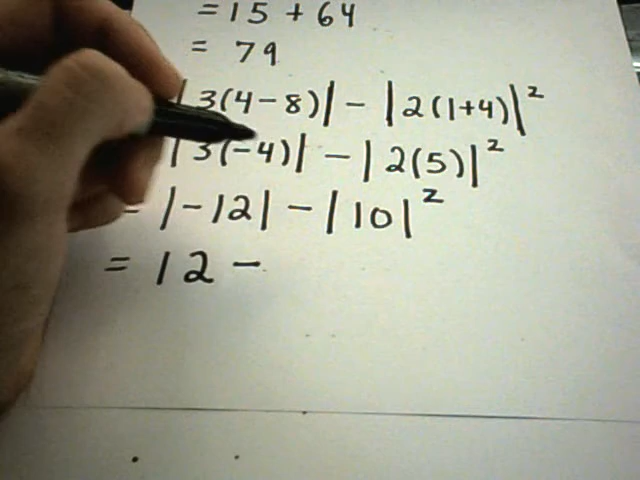 = 15 + 64
= 79
|3(4-8)| - |2(1+4)|²
|3(-4)| - |2(5)|²
= |-12| - |10|²
= 12 -